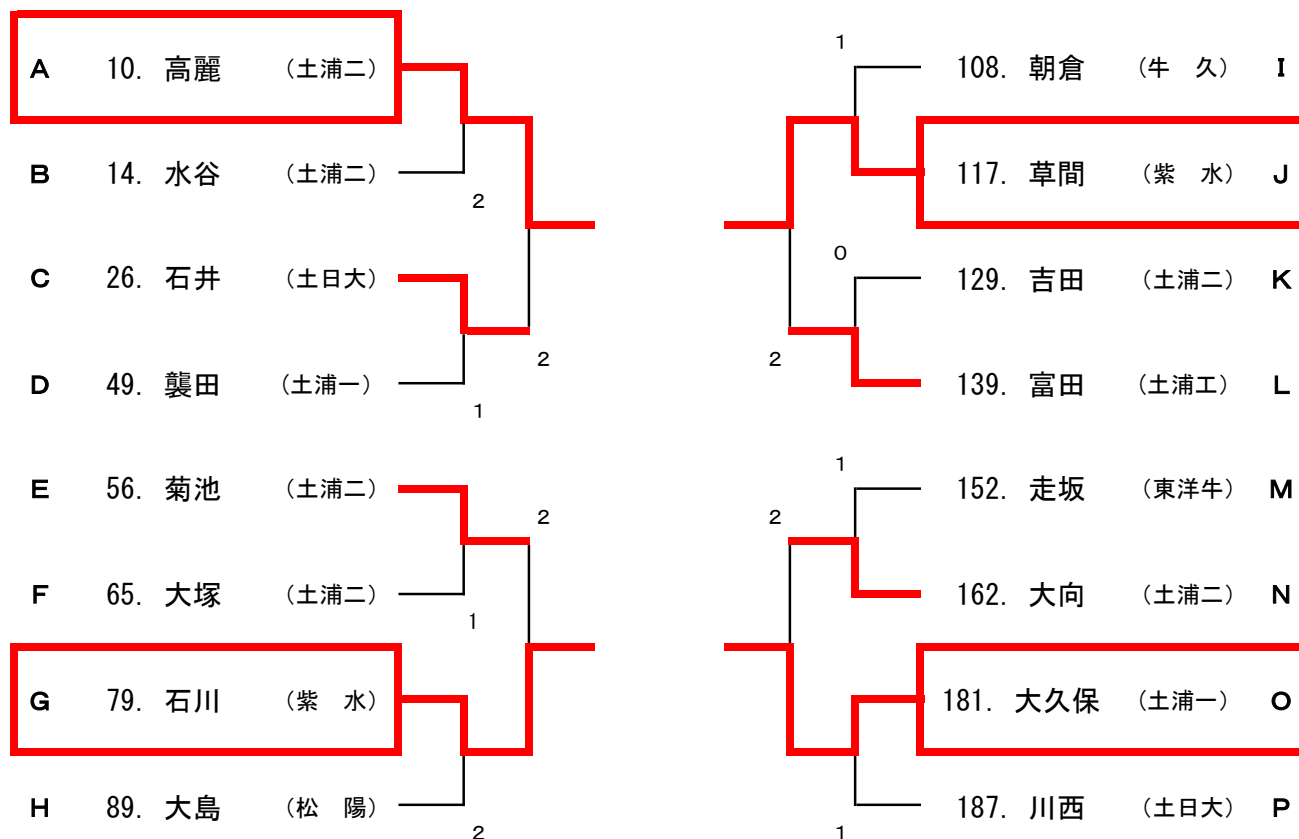 Ａ 10. 高麗 (土浦二)
Ｂ 14. 水谷 (土浦二)
2
Ｃ 26. 石井 (土日大)
2
Ｄ 49. 襲田 (土浦一)
1
Ｅ 56. 菊池 (土浦二)
2
Ｆ 65. 大塚 (土浦二)
1
Ｇ 79. 石川 (紫　水)
Ｈ 89. 大島 (松　陽)
2
1
108. 朝倉 (牛　久) Ｉ
117. 草間 (紫　水) Ｊ
0
129. 吉田 (土浦二) Ｋ
2
139. 富田 (土浦工) Ｌ
1
152. 走坂 (東洋牛) Ｍ
2
162. 大向 (土浦二) Ｎ
181. 大久保 (土浦一) Ｏ
187. 川西 (土日大) Ｐ
1